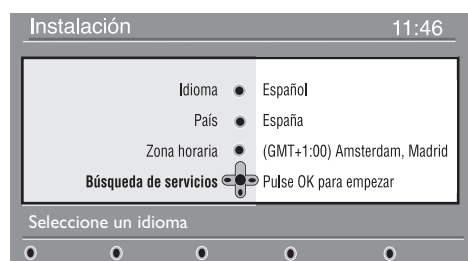 Instalación 11:46
Idioma Español
País España
Zona horaria (GMT+1:00) Amsterdam, Madrid
Búsqueda de servicios Pulse OK para empezar
Seleccione un idioma